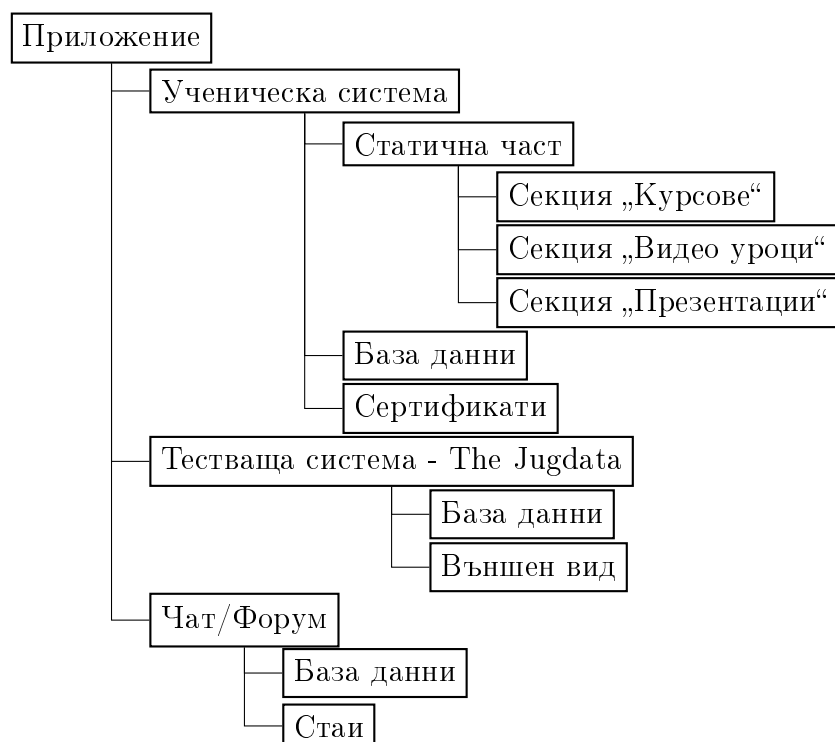 Приложение
Ученическа система
Статична част
Секция „Курсове“
Секция „Видео уроци“
Секция „Презентации“
База данни
Сертификати
Тестваща система - The Jugdata
База данни
Външен вид
Чат/Форум
База данни
Стаи